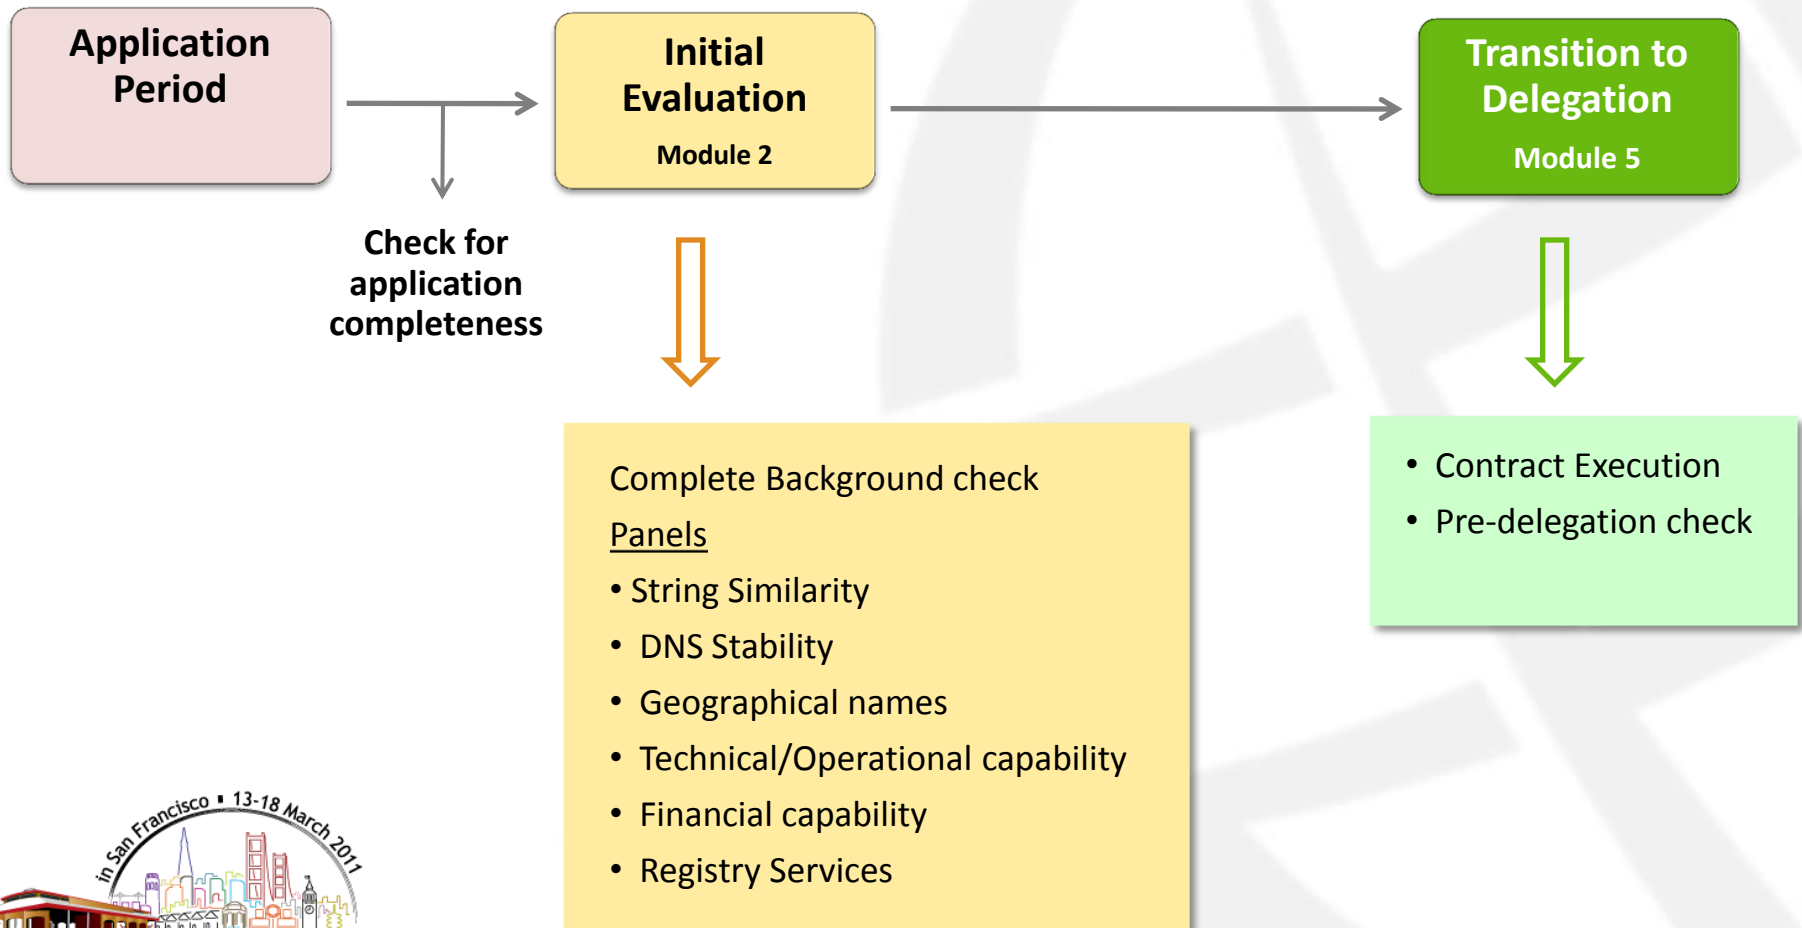 Application
Period
Initial
Evaluation
Module 2
Transition to
Delegation
Module 5
Check for
application
completeness
Complete Background check
Panels
• String Similarity
• DNS Stability
• Geographical names
• Technical/Operational capability
• Financial capability
• Registry Services
• Contract Execution
• Pre-delegation check
in San Francisco ▪ 13-18 March 2011